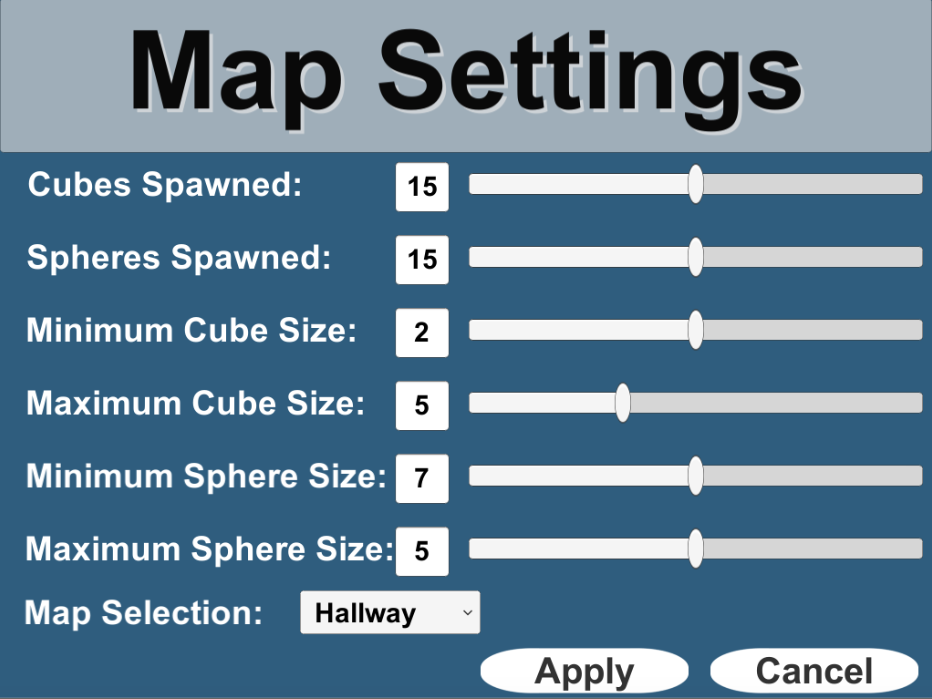 Map Settings
Cubes Spawned: 15
Spheres Spawned: 15
Minimum Cube Size: 2
Maximum Cube Size: 5
Minimum Sphere Size: 7
Maximum Sphere Size: 5
Map Selection: Hallway
Apply Cancel